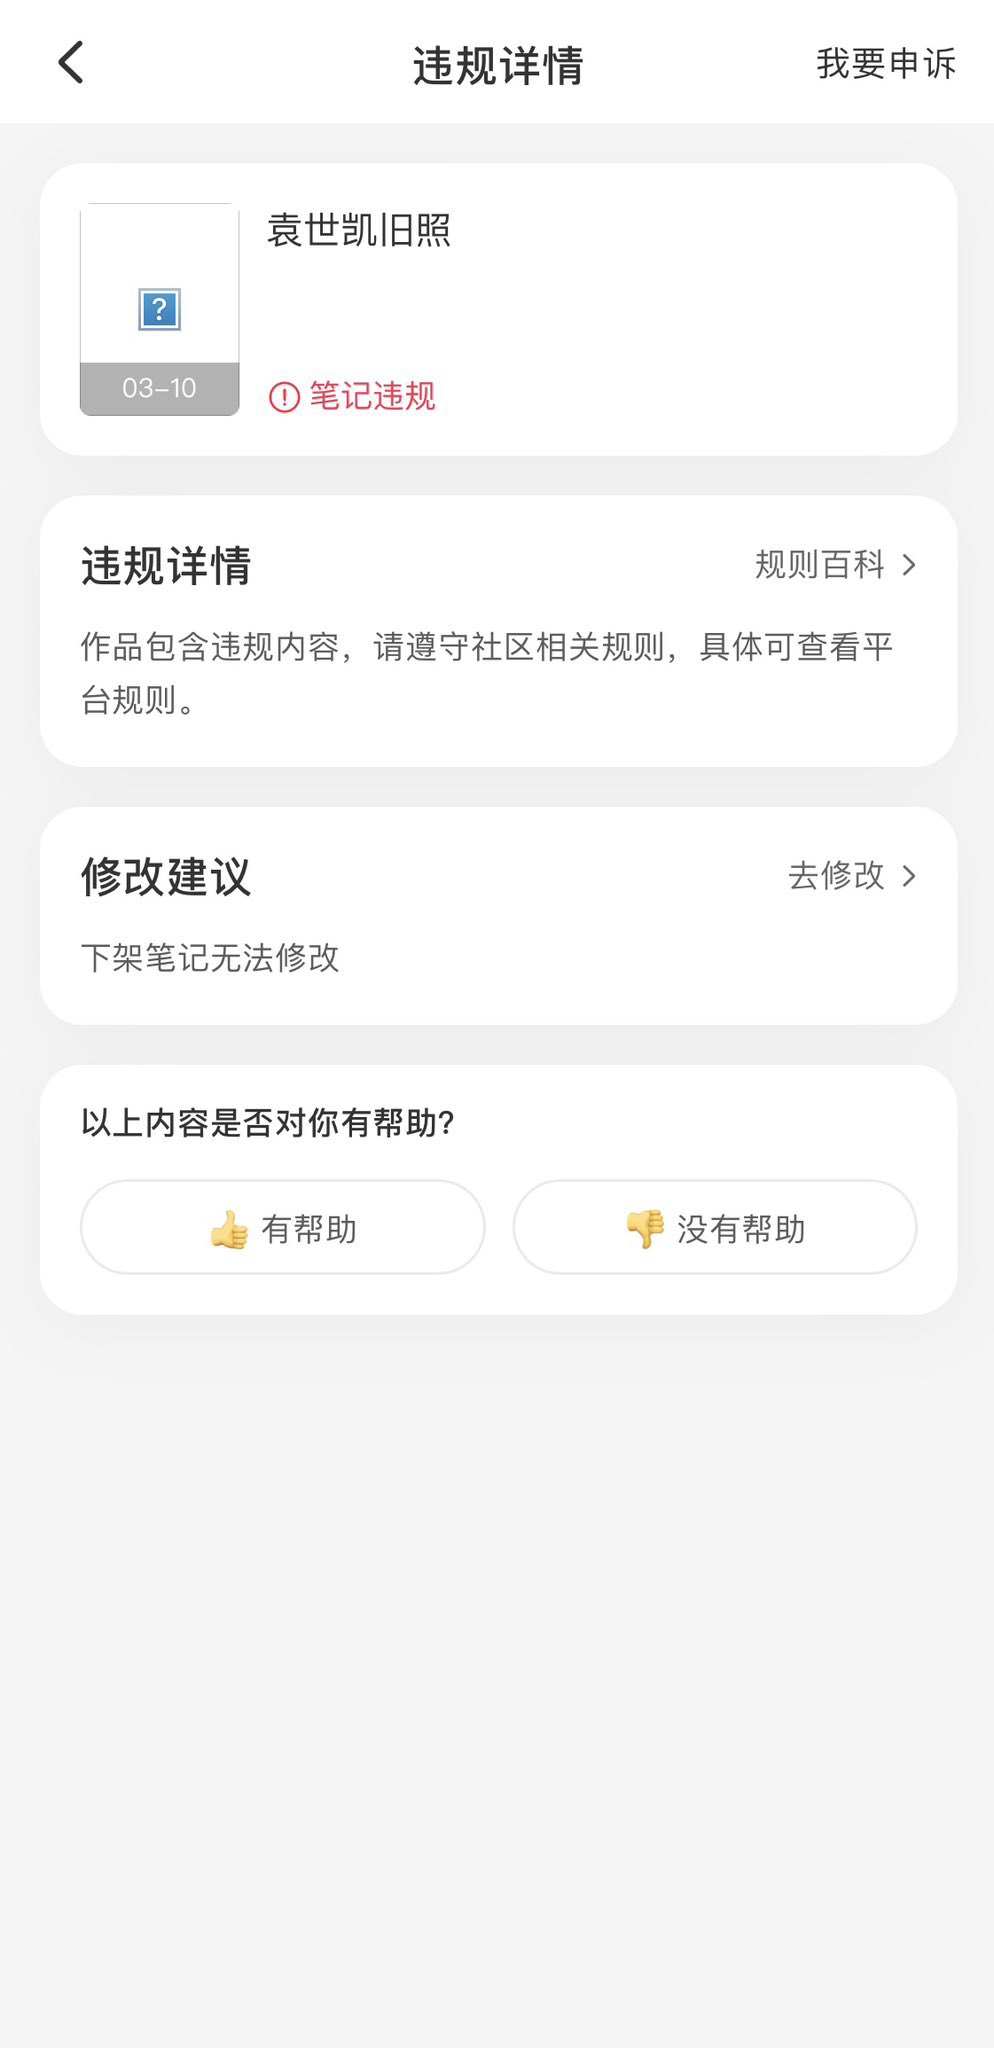 违规详情
我要申诉
袁世凯旧照
?
03-10
笔记违规
违规详情
规则百科
作品包含违规内容，请遵守社区相关规则，具体可查看平
台规则。
修改建议
去修改
下架笔记无法修改
以上内容是否对你有帮助?
👍 有帮助
👎 没有帮助